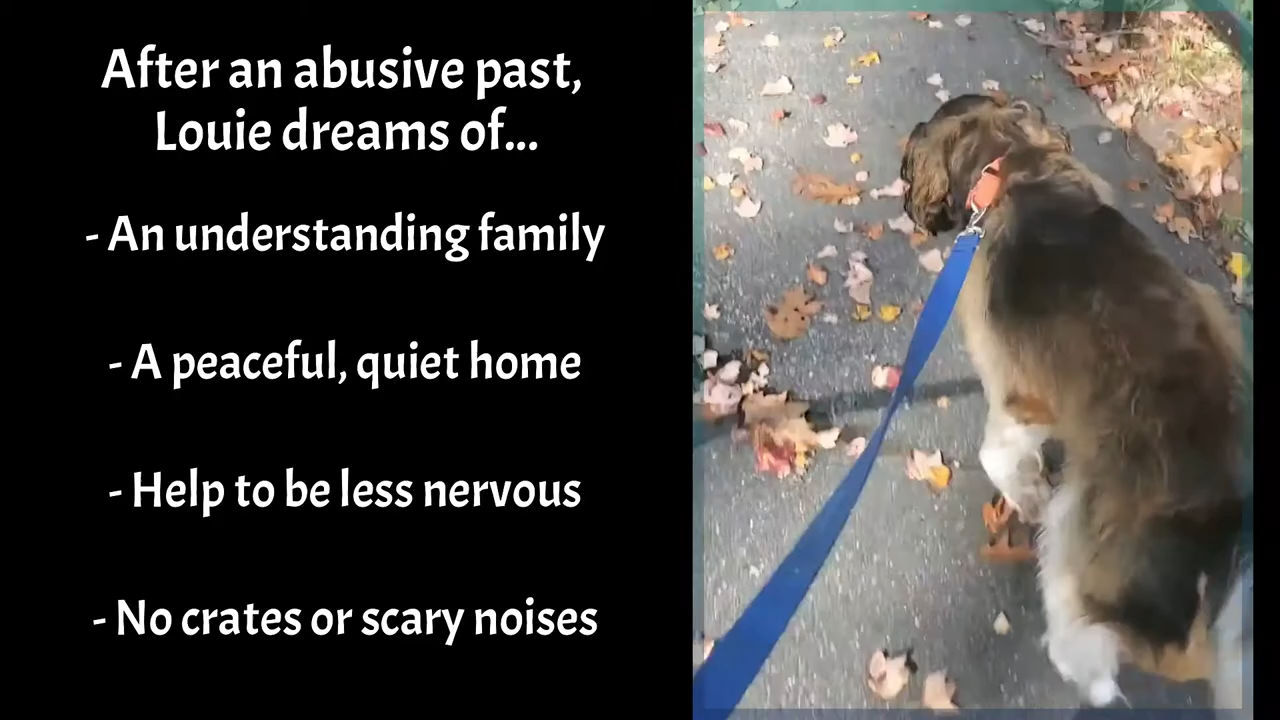 After an abusive past,
Louie dreams of...
- An understanding family
- A peaceful, quiet home
- Help to be less nervous
- No crates or scary noises